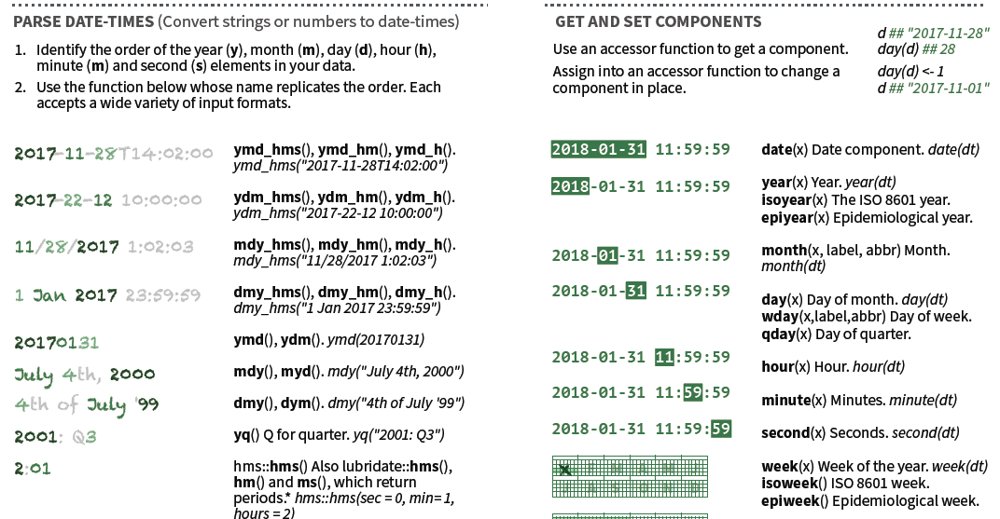 PARSE DATE-TIMES (Convert strings or numbers to date-times)
1. Identify the order of the year (y), month (m), day (d), hour (h),
minute (m) and second (s) elements in your data.
2. Use the function below whose name replicates the order. Each
accepts a wide variety of input formats.
2017-11-28T14:02:00
ymd_hms(), ymd_hm(), ymd_h().
ymd_hms("2017-11-28T14:02:00")
2017-22-12 10:00:00
ydm_hms(), ydm_hm(), ydm_h().
ydm_hms("2017-22-12 10:00:00")
11/28/2017 1:02:03
mdy_hms(), mdy_hm(), mdy_h().
mdy_hms("11/28/2017 1:02:03")
1 Jan 2017 23:59:59
dmy_hms(), dmy_hm(), dmy_h().
dmy_hms("1 Jan 2017 23:59:59")
20170131
ymd(), ydm(). ymd(20170131)
July 4th, 2000
mdy(), myd(). mdy("July 4th, 2000")
4th of July '99
dmy(), dym(). dmy("4th of July '99")
2001: Q3
yq() Q for quarter. yq("2001: Q3")
2:01
hms::hms() Also lubridate::hms(),
hm() and ms(), which return
periods.* hms::hms(sec = 0, min= 1,
hours = 2)
GET AND SET COMPONENTS
Use an accessor function to get a component.
d ## "2017-11-28"
day(d) ## 28
Assign into an accessor function to change a
component in place.
day(d) <- 1
d ## "2017-11-01"
2018-01-31 11:59:59
date(x) Date component. date(dt)
2018-01-31 11:59:59
year(x) Year. year(dt)
isoyear(x) The ISO 8601 year.
epiyear(x) Epidemiological year.
2018-01-31 11:59:59
month(x, label, abbr) Month.
month(dt)
2018-01-31 11:59:59
day(x) Day of month. day(dt)
wday(x,label,abbr) Day of week.
qday(x) Day of quarter.
2018-01-31 11:59:59
hour(x) Hour. hour(dt)
2018-01-31 11:59:59
minute(x) Minutes. minute(dt)
2018-01-31 11:59:59
second(x) Seconds. second(dt)
week(x) Week of the year. week(dt)
isoweek() ISO 8601 week.
epiweek() Epidemiological week.